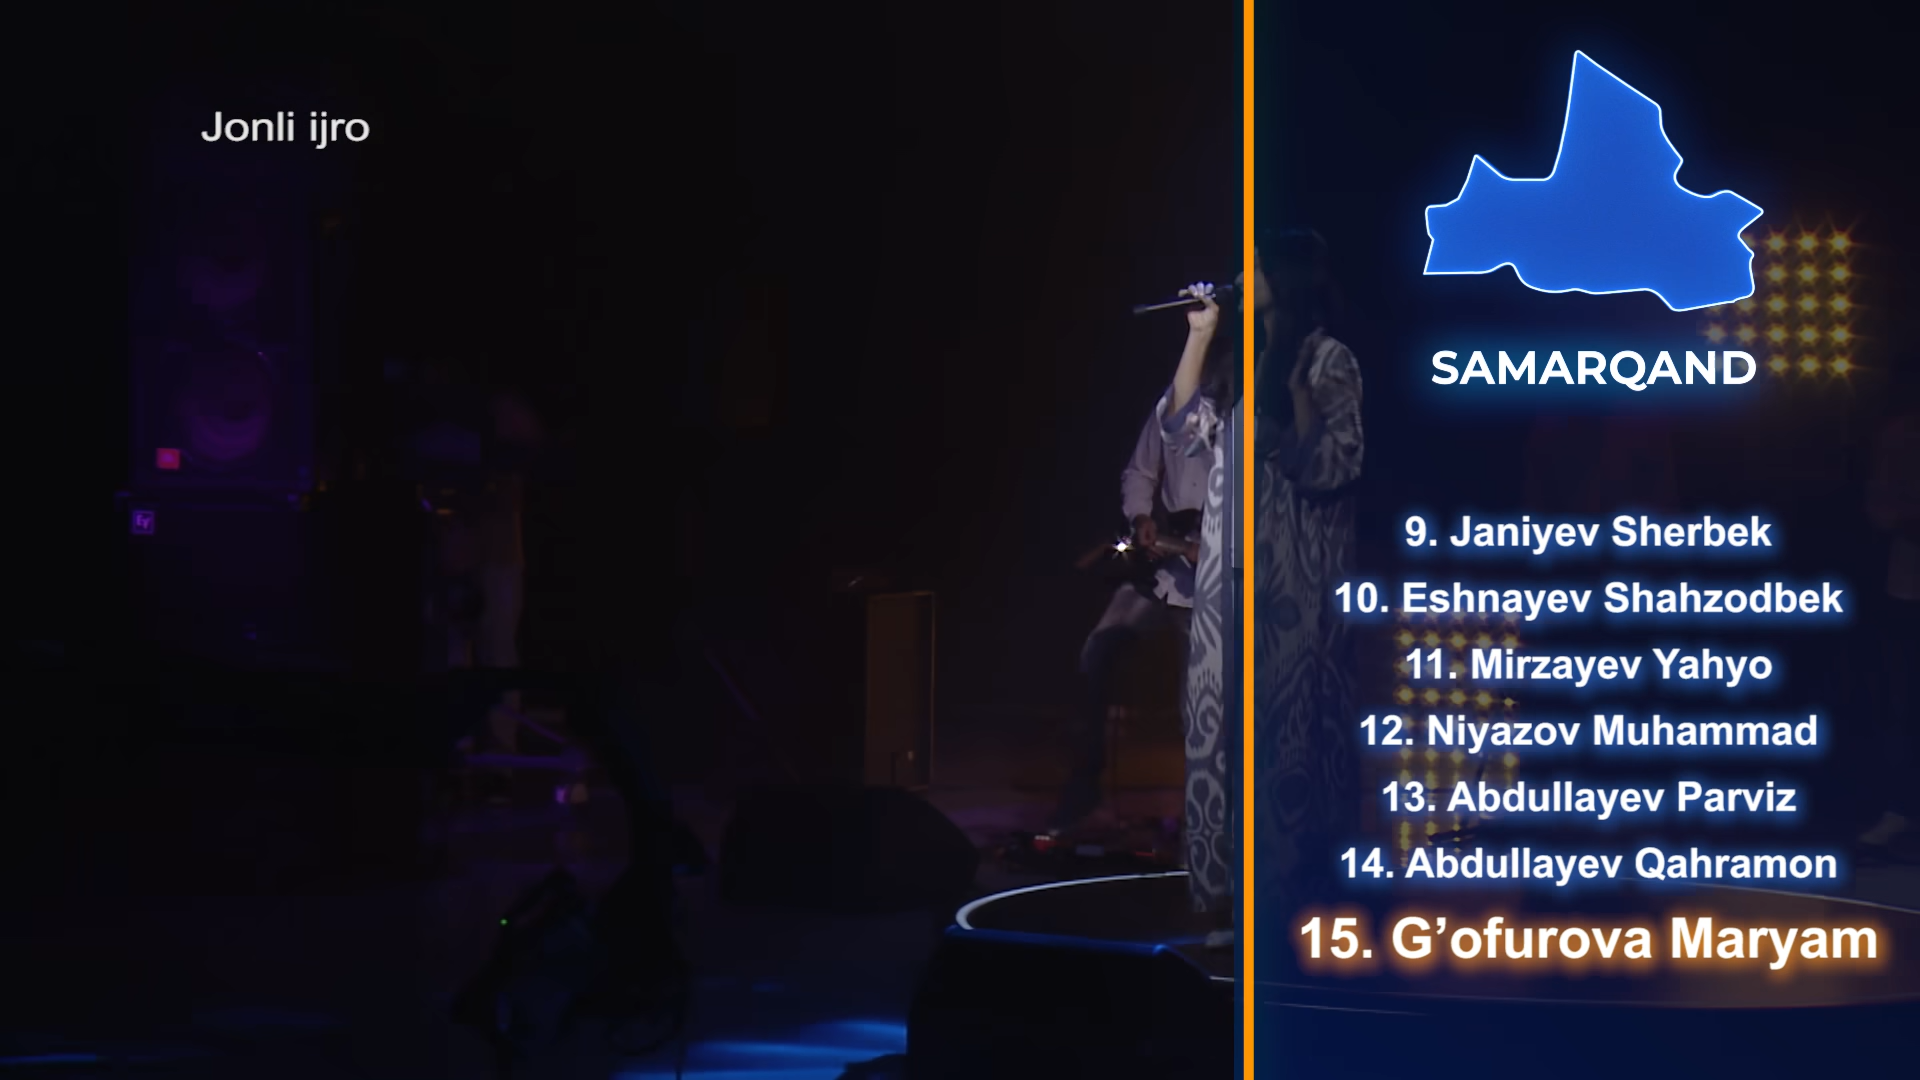 Jonli ijro
SAMARQAND
9. Janiyev Sherbek
10. Eshnayev Shahzodbek
11. Mirzayev Yahyo
12. Niyazov Muhammad
13. Abdullayev Parviz
14. Abdullayev Qahramon
15. G’ofurova Maryam
EV